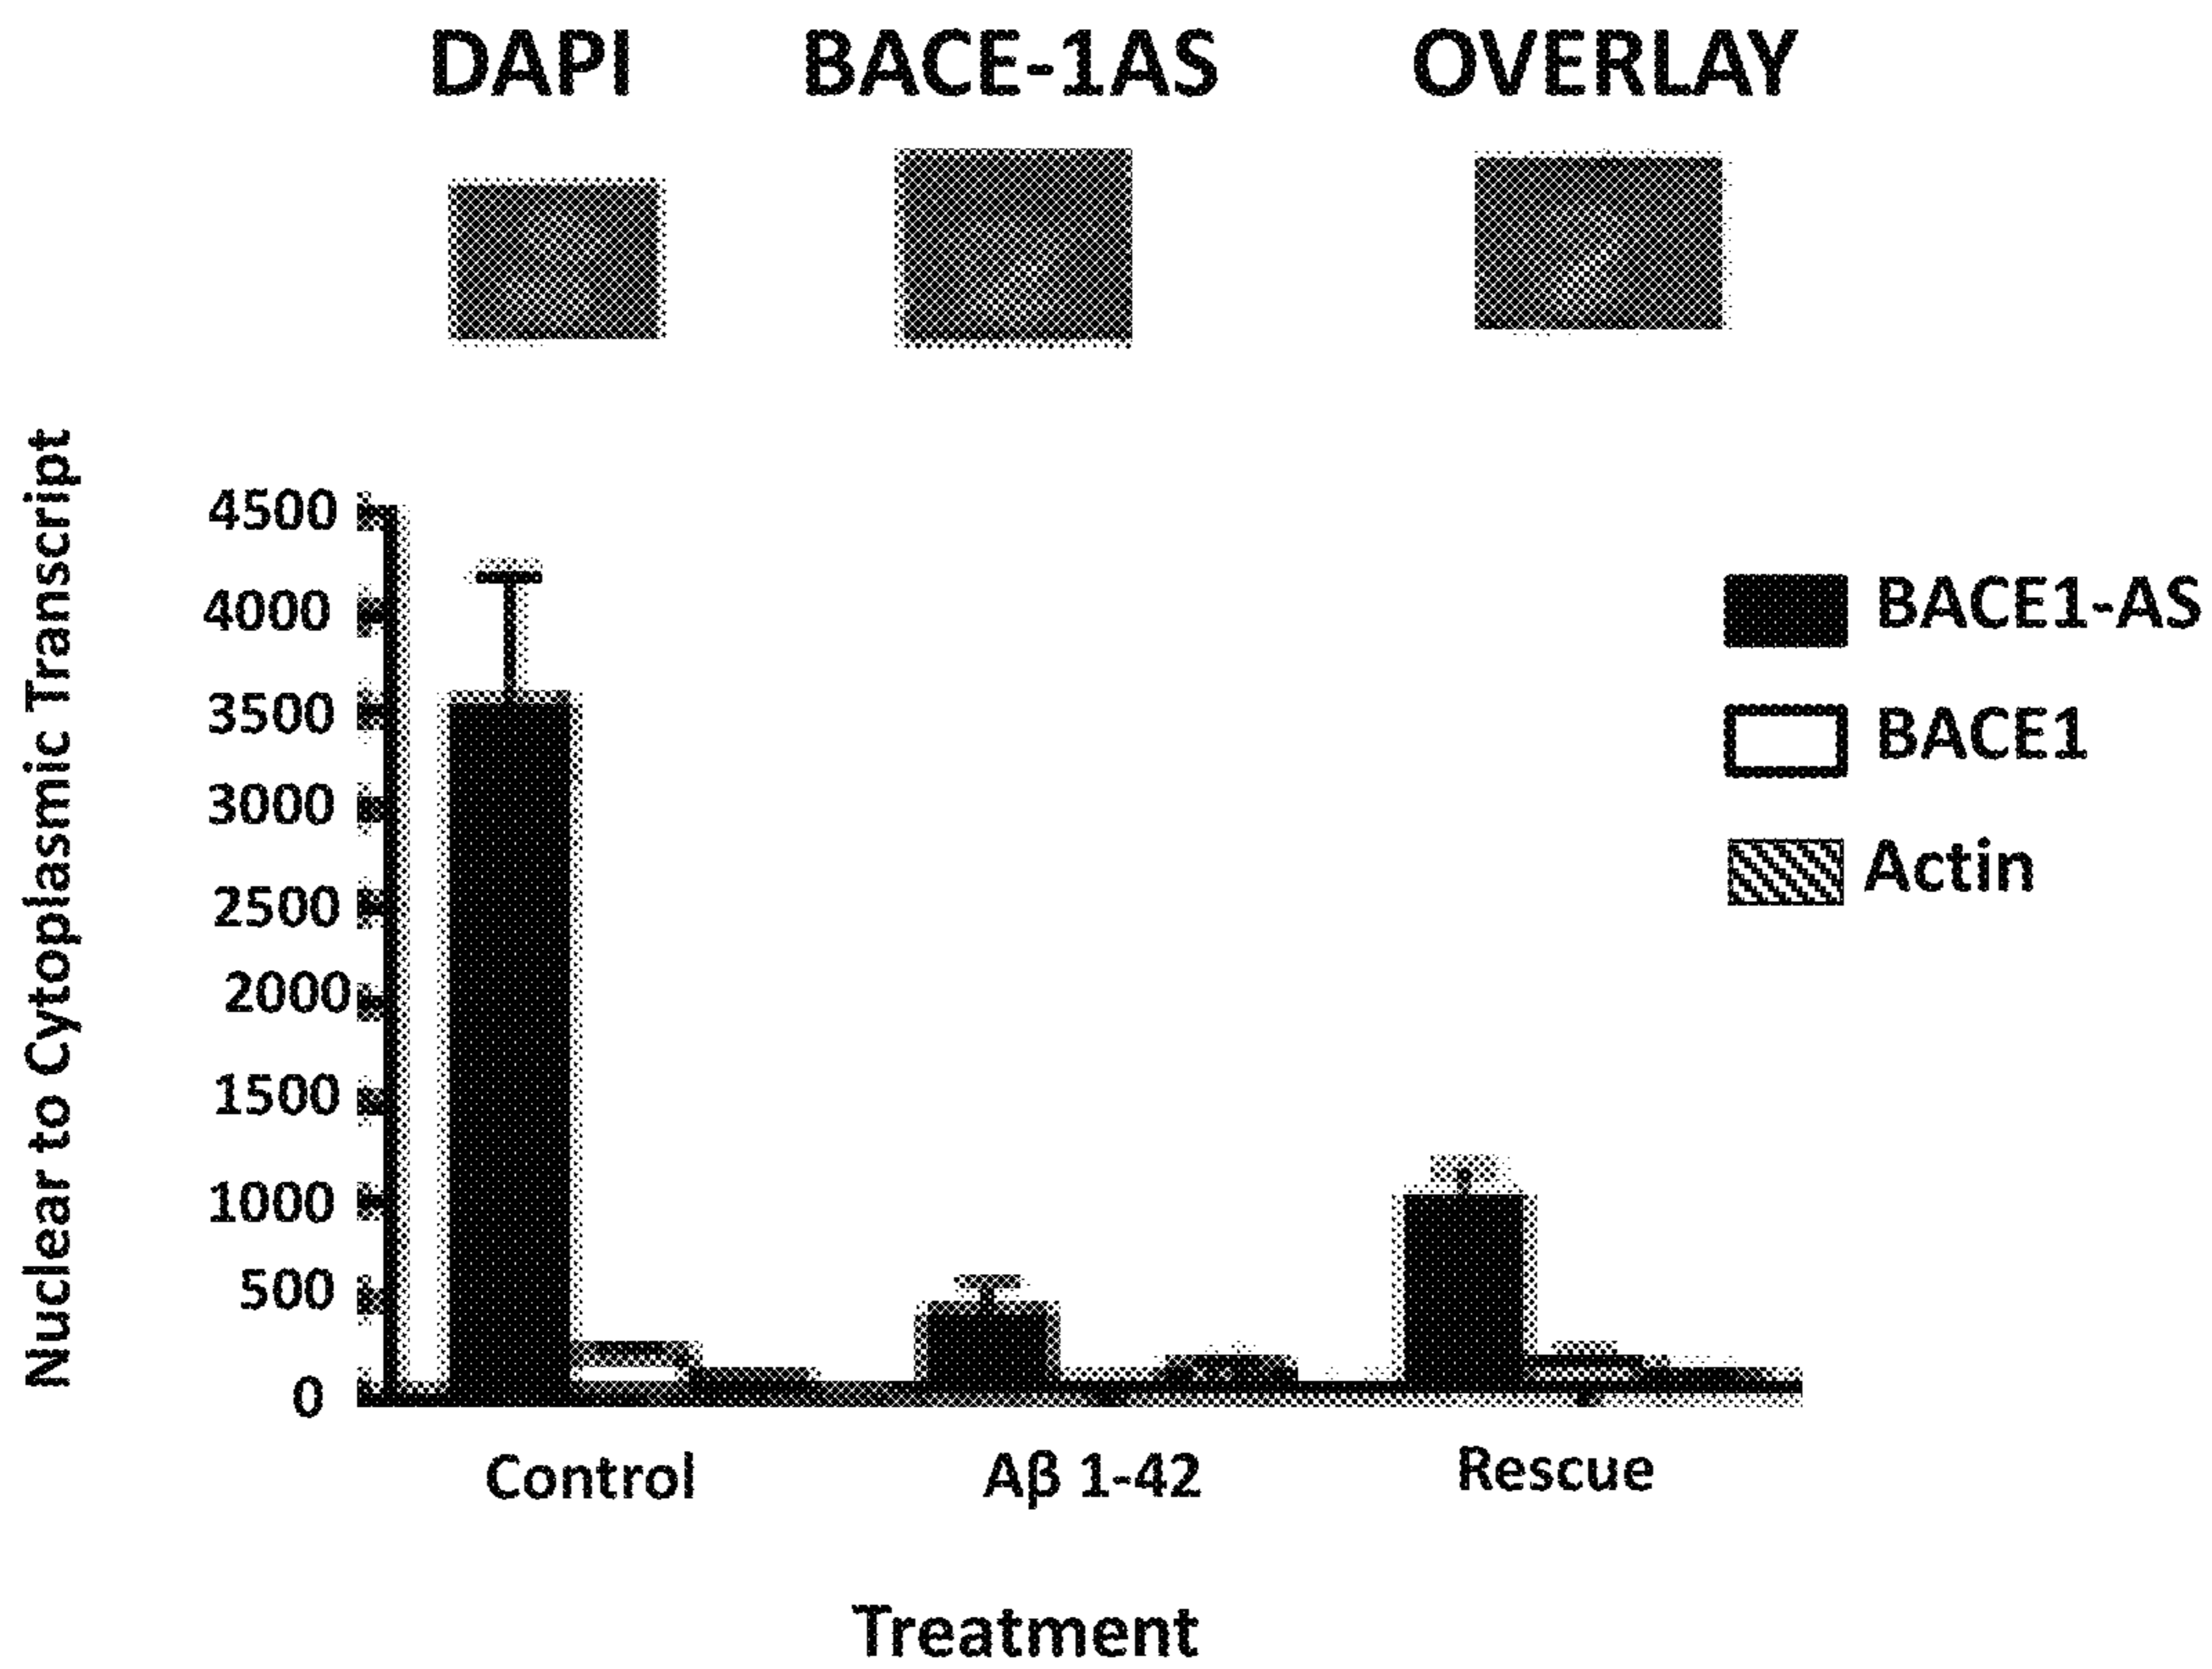 DAPI BACE-1AS OVERLAY
Nuclear to Cytoplasmic Transcript
4500
4000
3500
3000
2500
2000
1500
1000
500
0
BACE1-AS
BACE1
Actin
Control Aβ 1-42 Rescue
Treatment